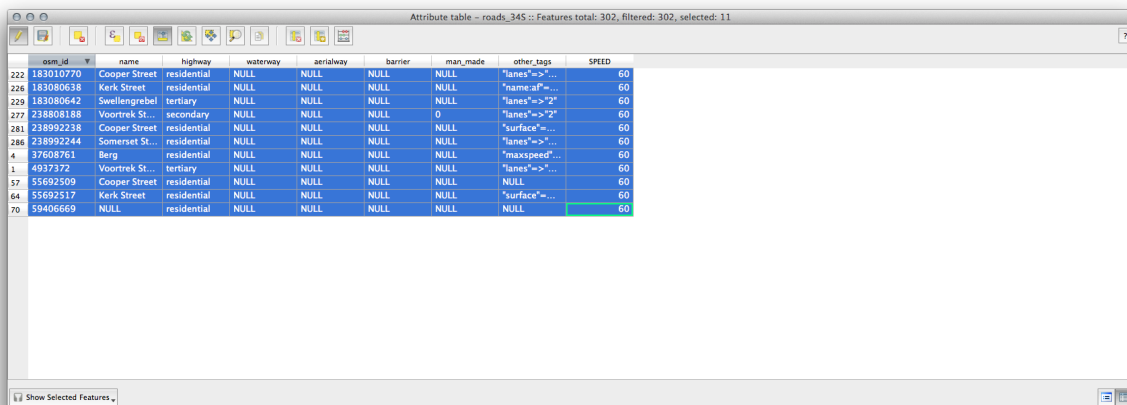 Attribute table – roads_34S :: Features total: 302, filtered: 302, selected: 11
?
osm_id name highway waterway aerialway barrier man_made other_tags SPEED
222 183010770 Cooper Street residential NULL NULL NULL NULL "lanes"=>"... 60
226 183080638 Kerk Street residential NULL NULL NULL NULL "name:af"=... 60
229 183080642 Swellengrebel tertiary NULL NULL NULL NULL "lanes"=>"2" 60
277 238808188 Voortrek St... secondary NULL NULL NULL 0 "lanes"=>"2" 60
281 238992238 Cooper Street residential NULL NULL NULL NULL "surface"=... 60
286 238992244 Somerset St... residential NULL NULL NULL NULL "lanes"=>"... 60
4 37608761 Berg residential NULL NULL NULL NULL "maxspeed"... 60
1 4937372 Voortrek St... tertiary NULL NULL NULL NULL "lanes"=>"... 60
57 55692509 Cooper Street residential NULL NULL NULL NULL NULL 60
64 55692517 Kerk Street residential NULL NULL NULL NULL "surface"=... 60
70 59406669 NULL residential NULL NULL NULL NULL NULL 60
Show Selected Features